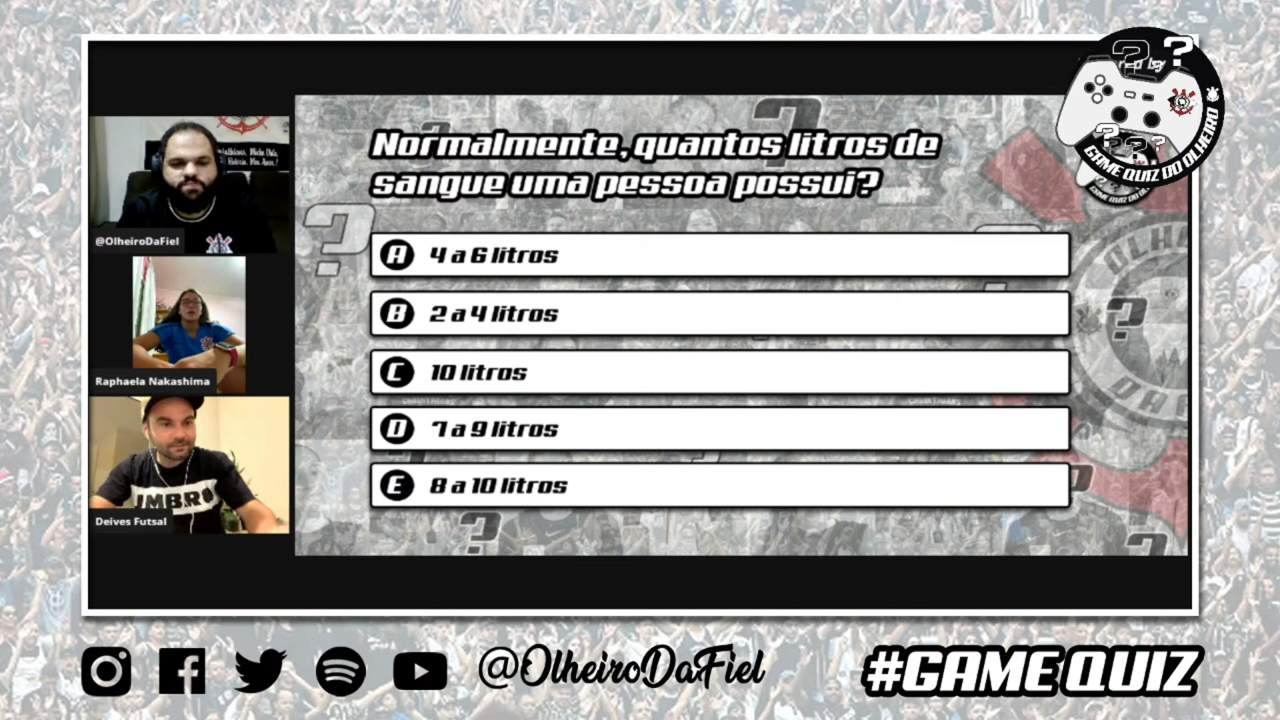 GAME QUIZ DO OLHEIRO
Normalmente, quantos litros de
sangue uma pessoa possui?
@OlheiroDaFiel
A 4 a 6 litros
B 2 a 4 litros
Raphaela Nakashima
C 10 litros
D 7 a 9 litros
UMBRO
E 8 a 10 litros
Deives Futsal
@OlheiroDaFiel
#GAME QUIZ